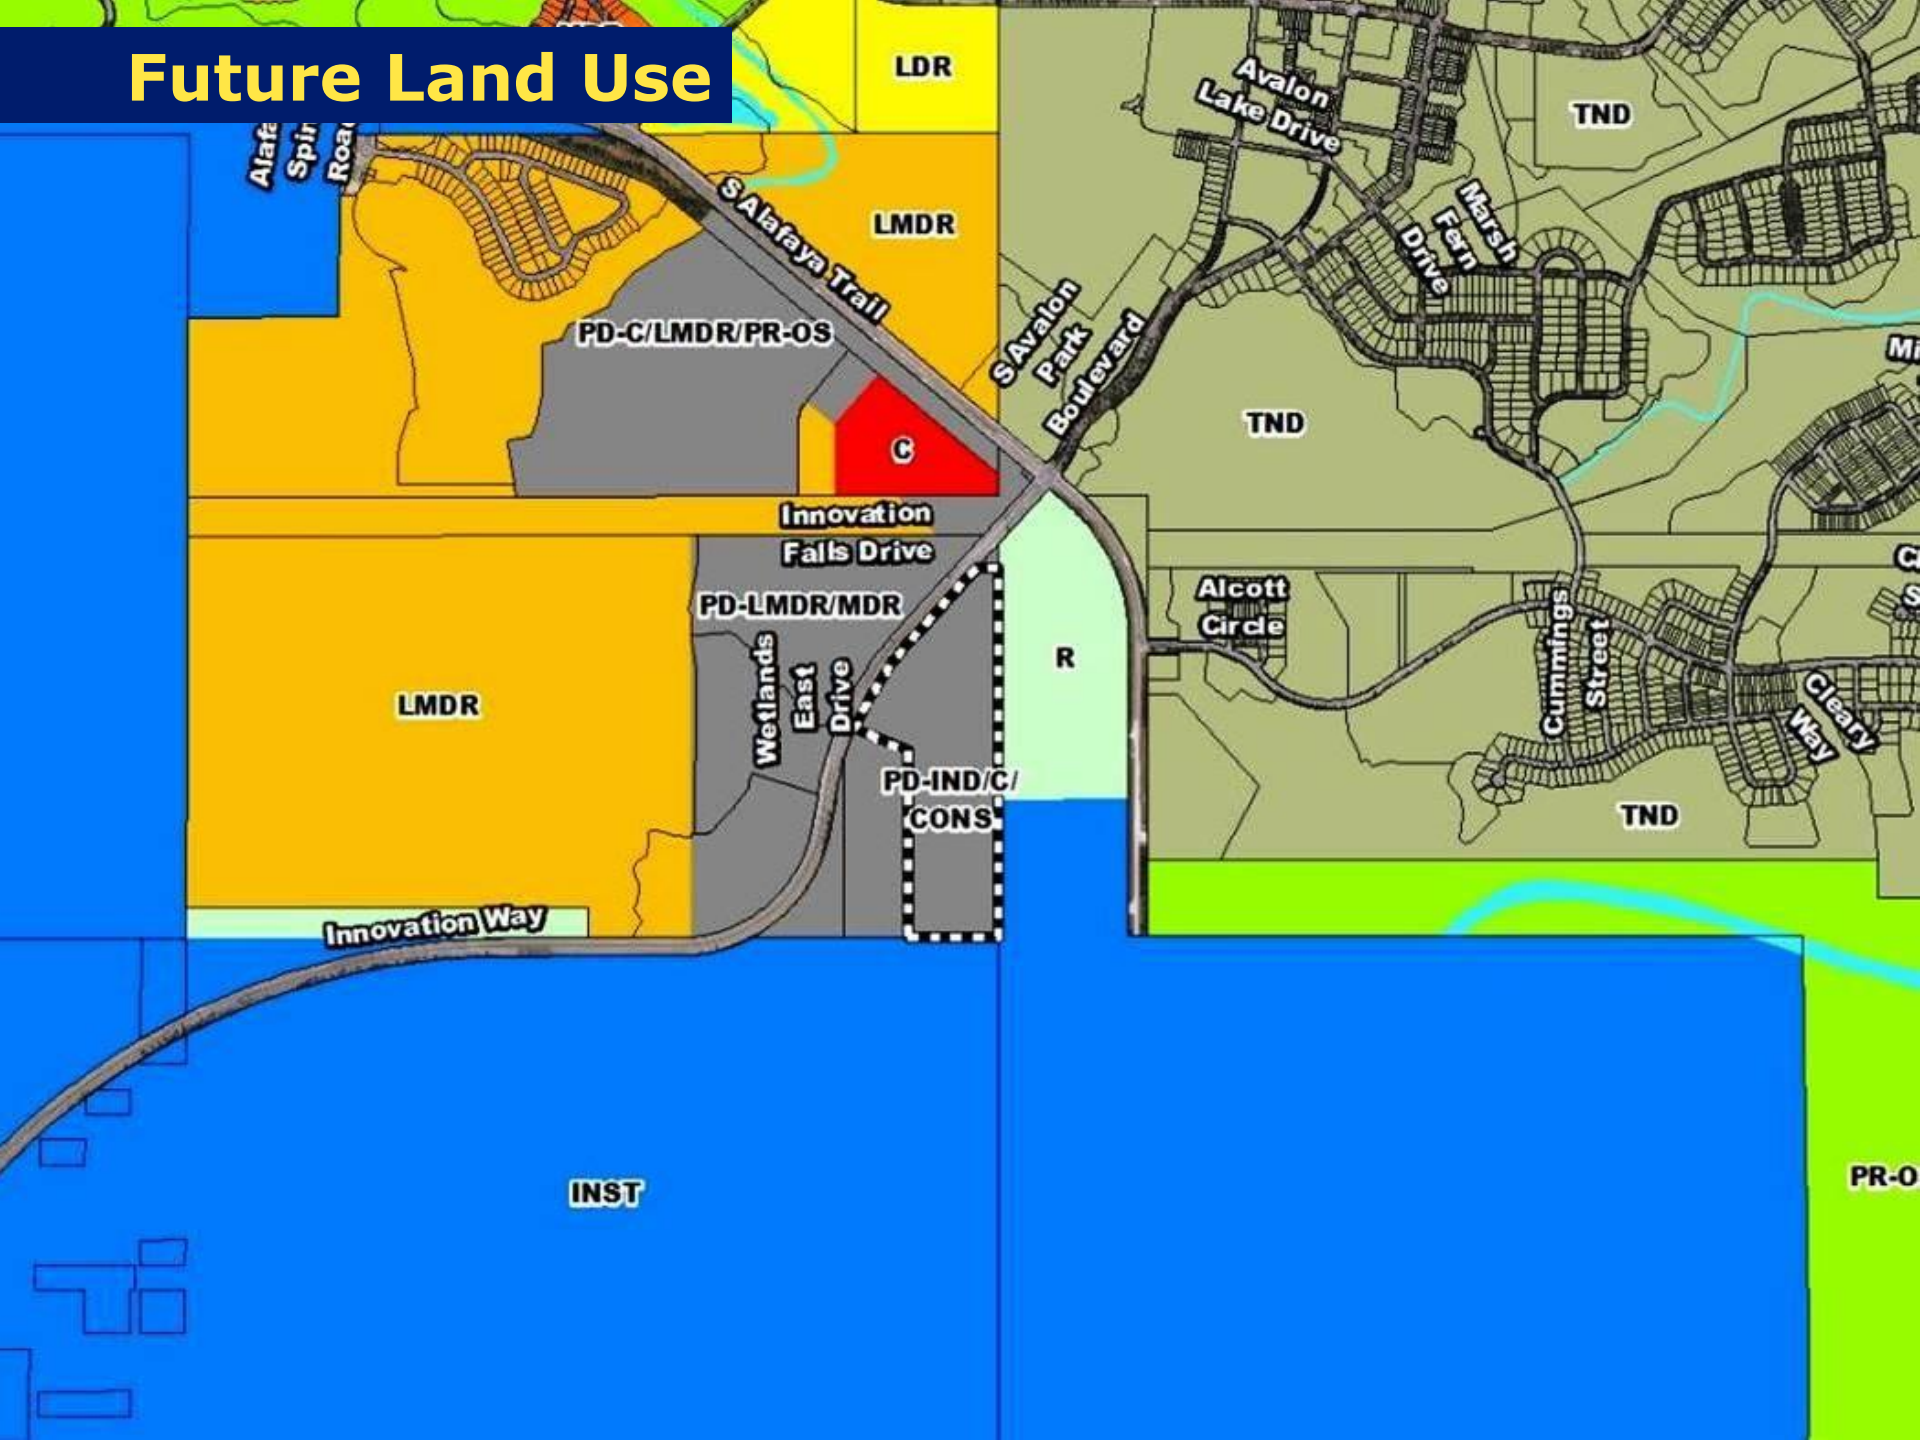 Future Land Use
LDR
Avalon
Lake Drive
TND
Marsh
Fern
Drive
S Alafaya Trail
LMDR
PD-C/LMDR/PR-OS
S Avalon
Park
Boulevard
C
TND
Innovation
Falls Drive
PD-LMDR/MDR
Alcott
Circle
R
Wetlands
East
Drive
LMDR
Cummings
Street
Cleary
Way
PD-IND/C/
CONS
TND
Innovation Way
INST
PR-O